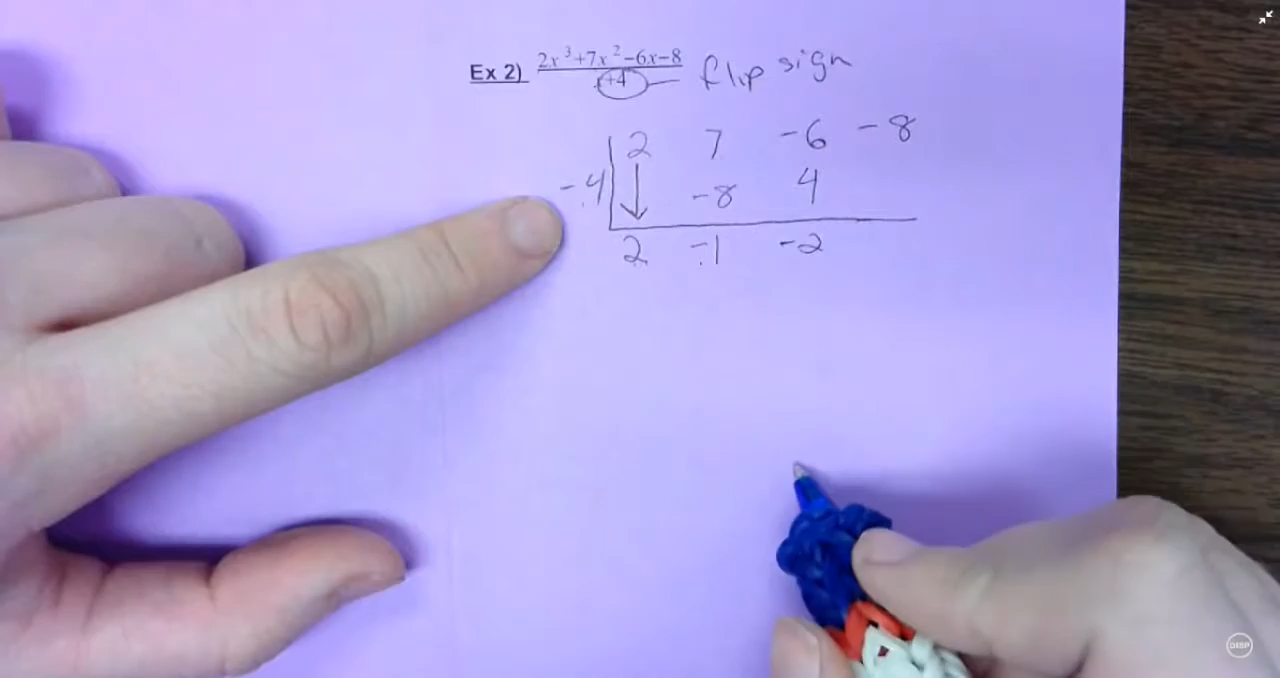 Ex 2) 2x³+7x²−6x−8 flip sign
x+4
2 7 -6 -8
-4 -8 4
2 -1 -2
DISP